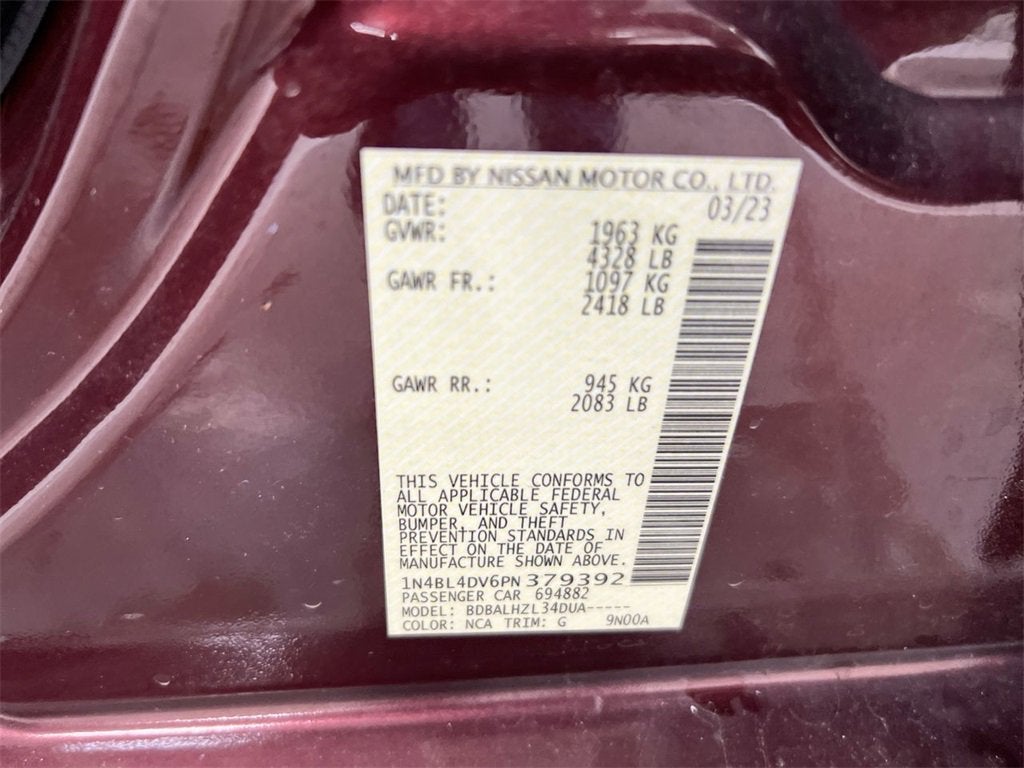 MFD BY NISSAN MOTOR CO., LTD.
DATE: 03/23
GVWR: 1963 KG
4328 LB
GAWR FR.: 1097 KG
2418 LB
GAWR RR.: 945 KG
2083 LB
THIS VEHICLE CONFORMS TO
ALL APPLICABLE FEDERAL
MOTOR VEHICLE SAFETY,
BUMPER, AND THEFT
PREVENTION STANDARDS IN
EFFECT ON THE DATE OF
MANUFACTURE SHOWN ABOVE.
1N4BL4DV6PN379392
PASSENGER CAR 694882
MODEL: BDBALHZL34DUA-----
COLOR: NCA TRIM: G 9N00A